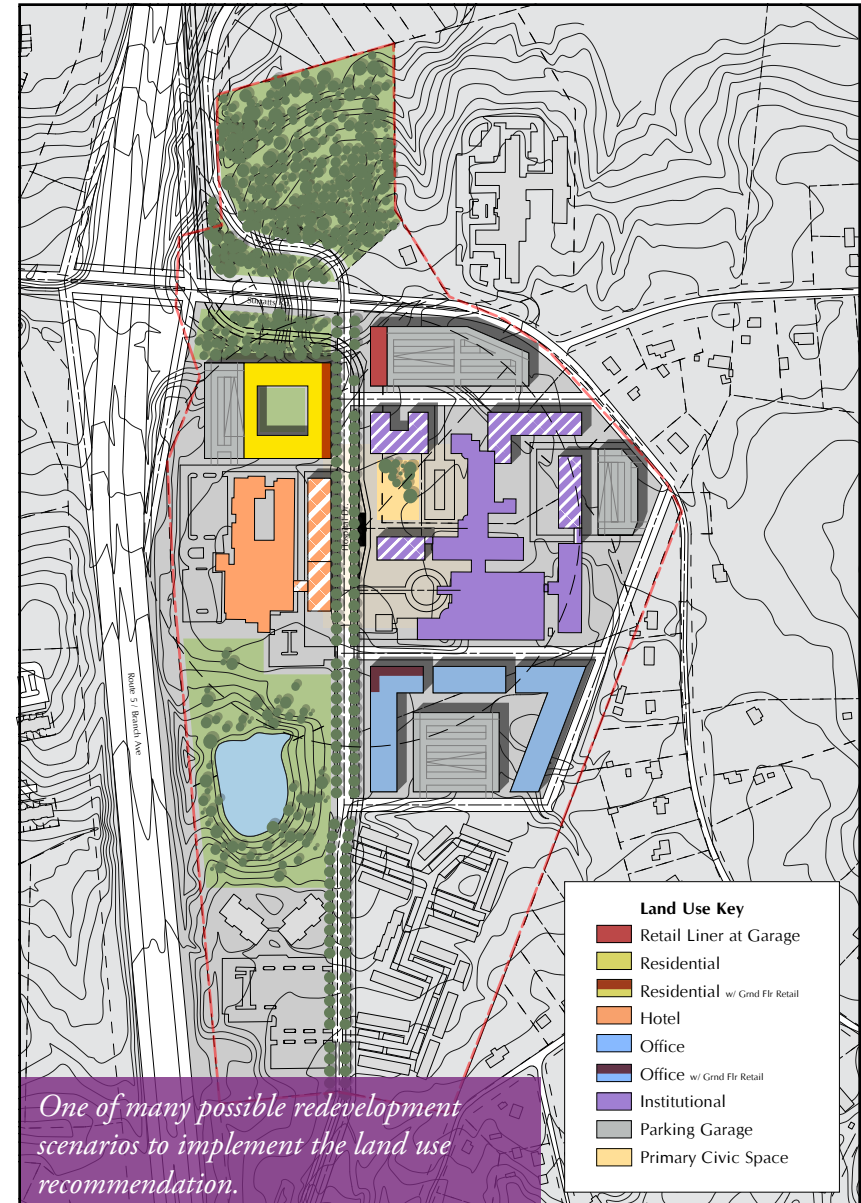 Route 5 / Branch Ave
Land Use Key
Retail Liner at Garage
Residential
Residential w/ Grnd Flr Retail
Hotel
Office
Office w/ Grnd Flr Retail
Institutional
Parking Garage
Primary Civic Space
One of many possible redevelopment
scenarios to implement the land use
recommendation.